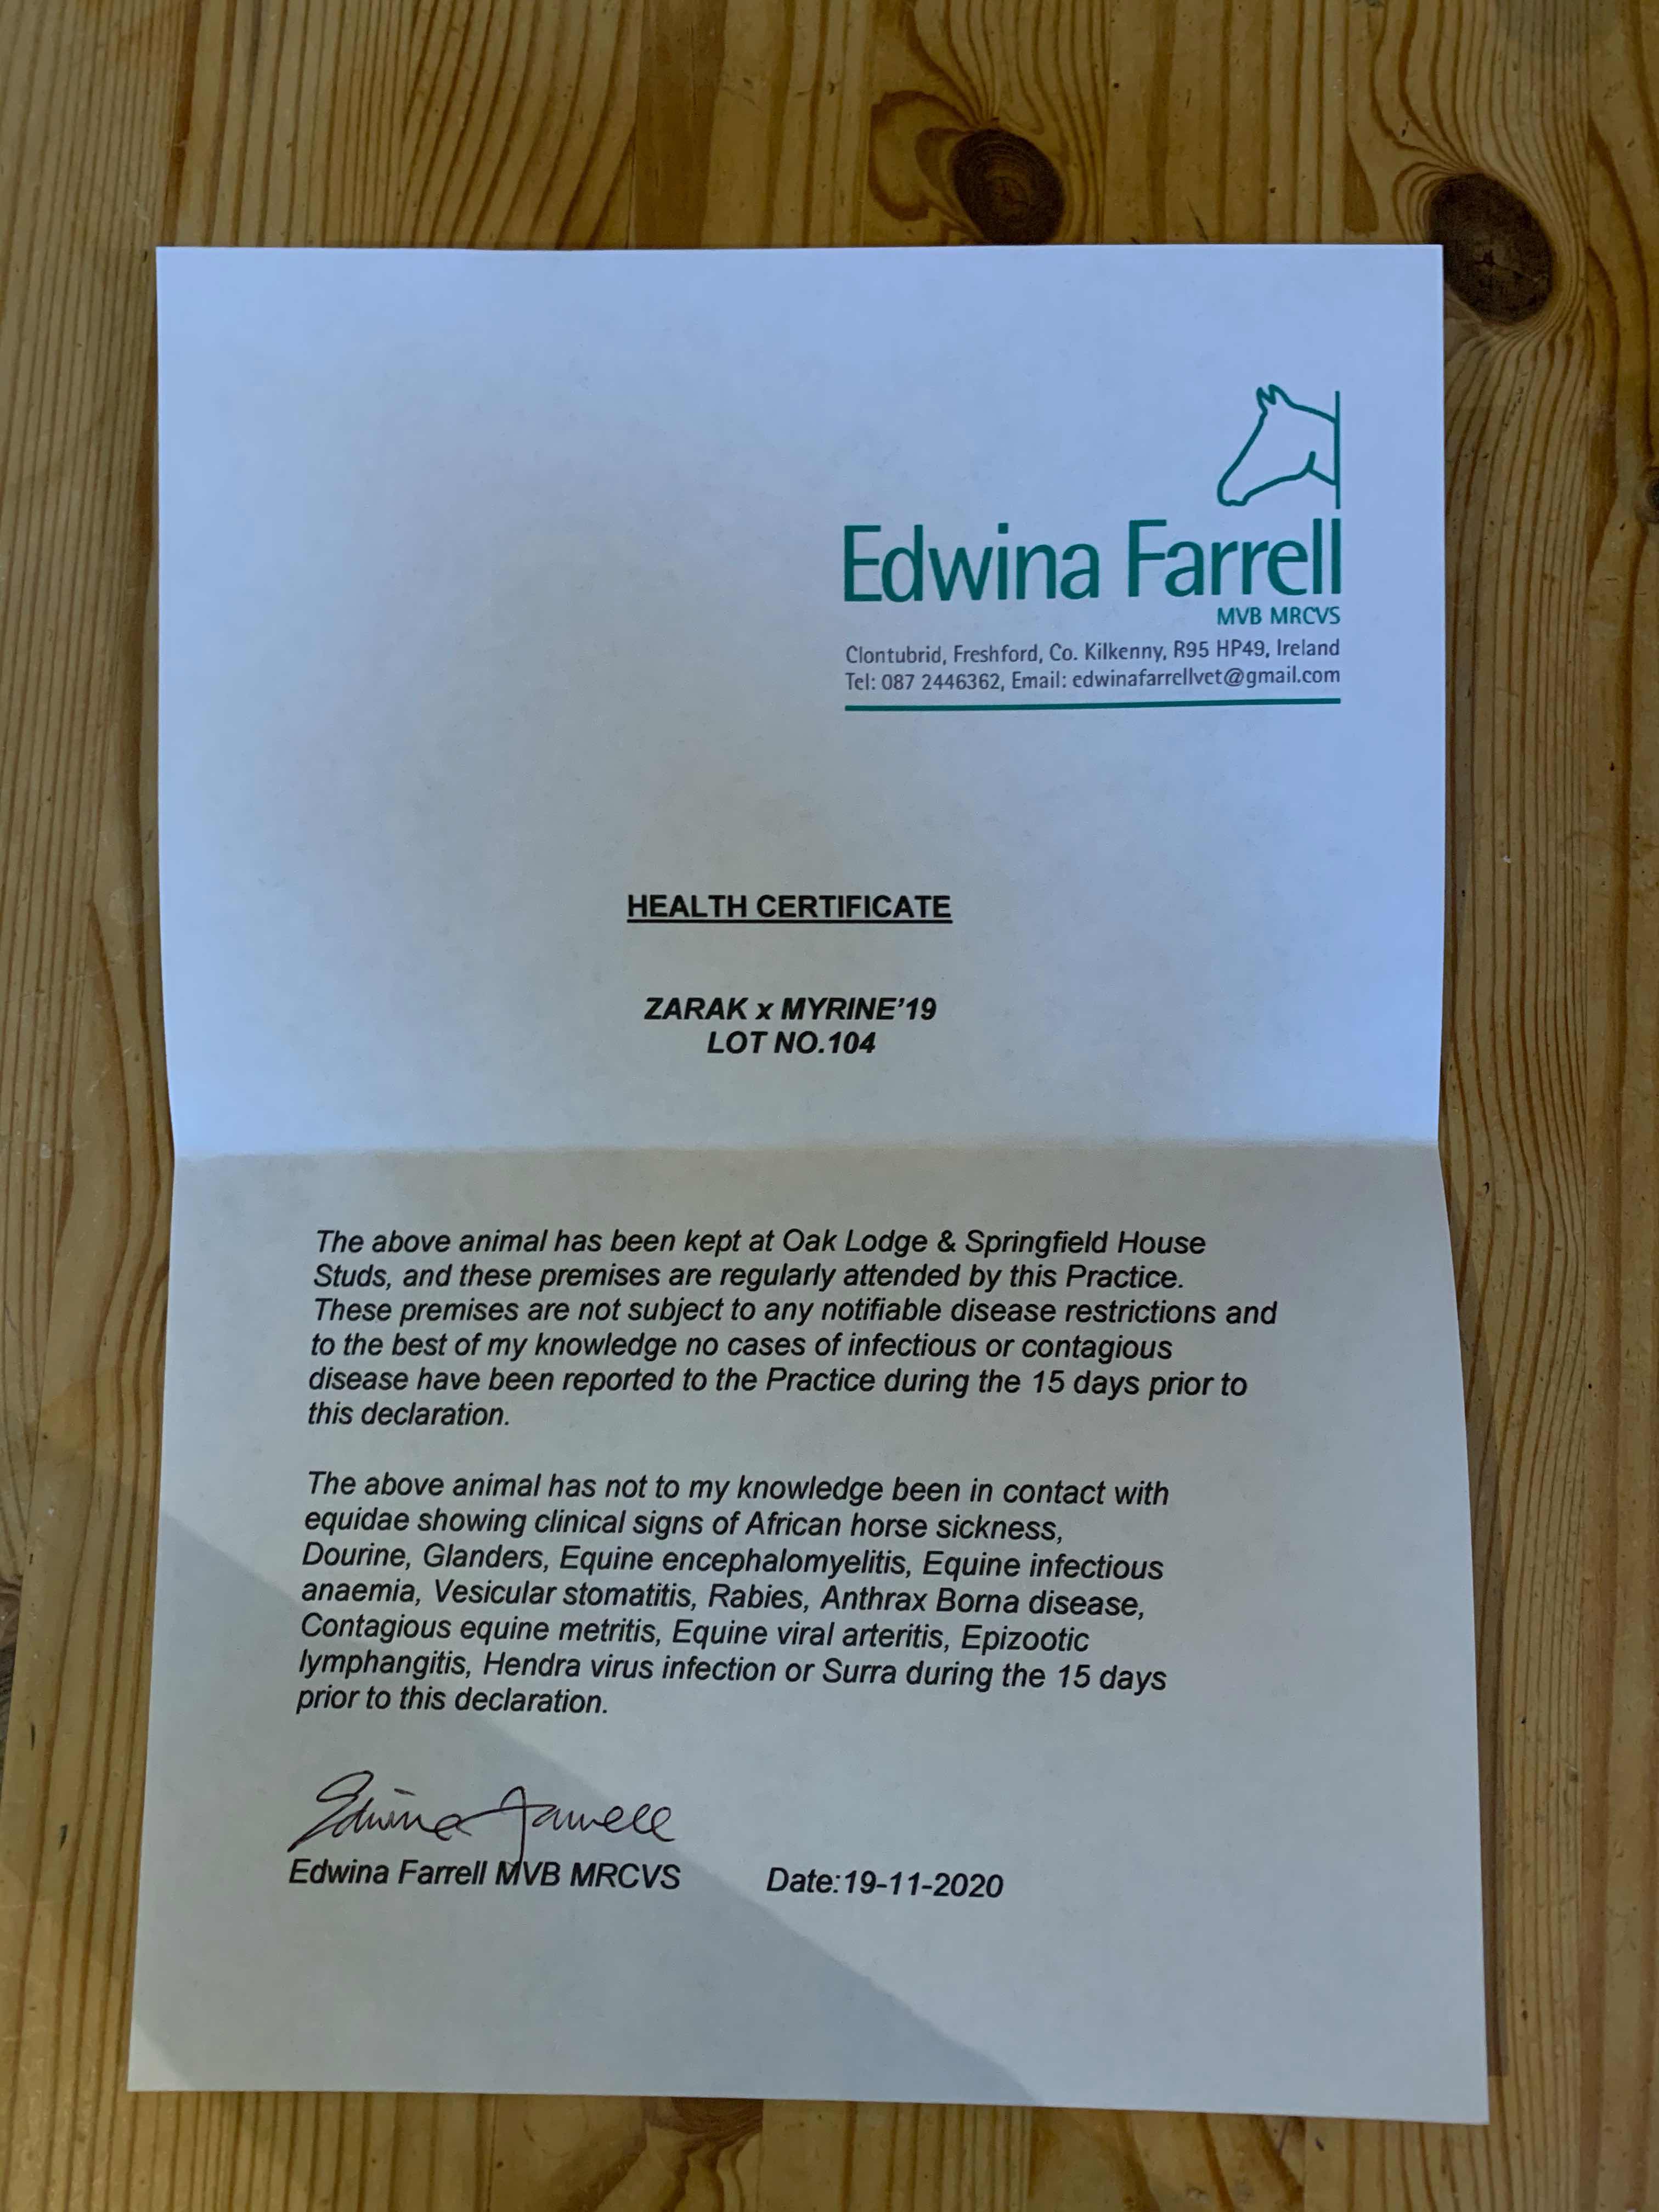 Edwina Farrell
MVB MRCVS
Clontubrid, Freshford, Co. Kilkenny, R95 HP49, Ireland
Tel: 087 2446362, Email: edwinafarrellvet@gmail.com
HEALTH CERTIFICATE
ZARAK x MYRINE'19
LOT NO.104
The above animal has been kept at Oak Lodge & Springfield House
Studs, and these premises are regularly attended by this Practice.
These premises are not subject to any notifiable disease restrictions and
to the best of my knowledge no cases of infectious or contagious
disease have been reported to the Practice during the 15 days prior to
this declaration.
The above animal has not to my knowledge been in contact with
equidae showing clinical signs of African horse sickness,
Dourine, Glanders, Equine encephalomyelitis, Equine infectious
anaemia, Vesicular stomatitis, Rabies, Anthrax Borna disease,
Contagious equine metritis, Equine viral arteritis, Epizootic
lymphangitis, Hendra virus infection or Surra during the 15 days
prior to this declaration.
Edwina Farrell
Edwina Farrell MVB MRCVS Date:19-11-2020